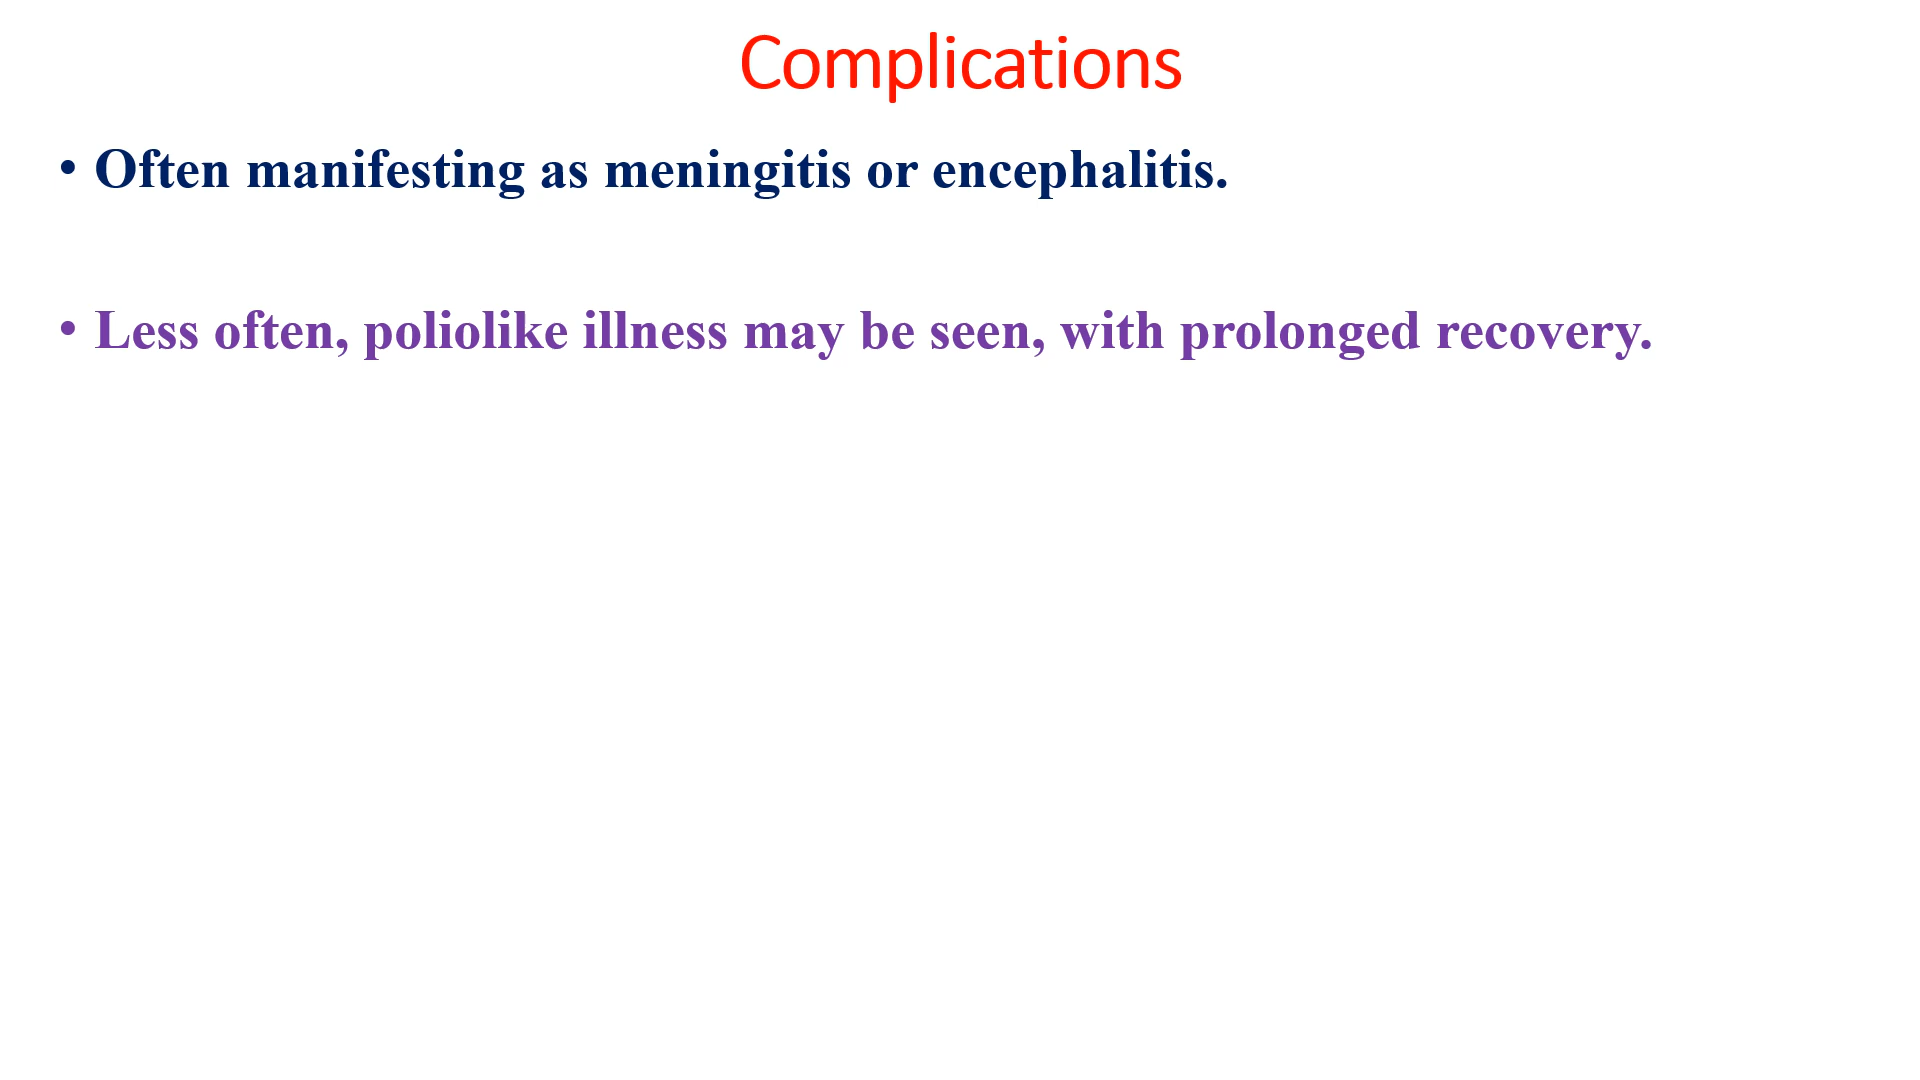 Complications
• Often manifesting as meningitis or encephalitis.
• Less often, poliolike illness may be seen, with prolonged recovery.